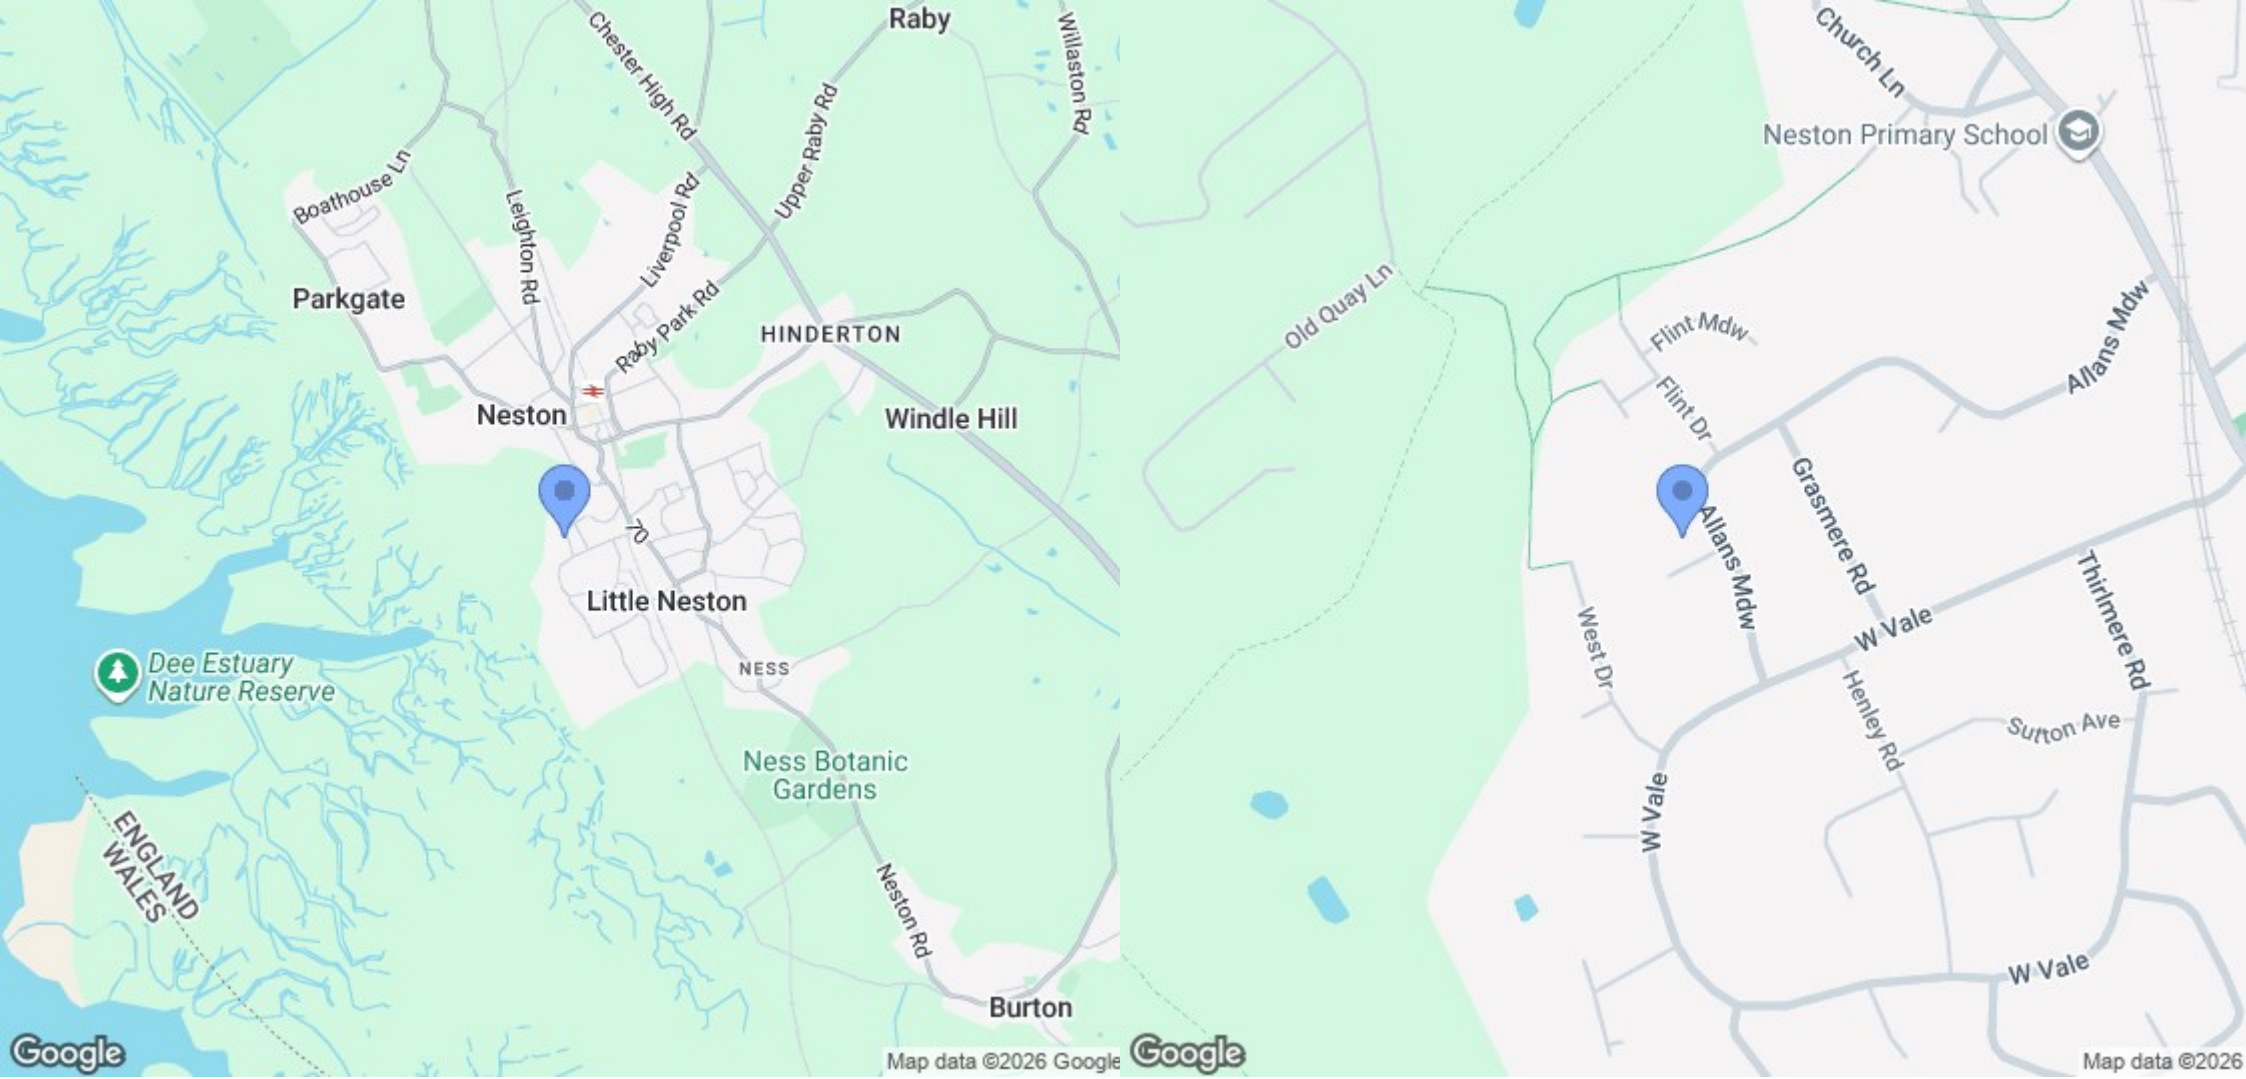 Raby
Chester High Rd
Willaston Rd
Upper Raby Rd
Boathouse Ln
Leighton Rd
Liverpool Rd
Parkgate
Raby Park Rd
HINDERTON
Neston
Windle Hill
70
Little Neston
NESS
Dee Estuary
Nature Reserve
Ness Botanic
Gardens
ENGLAND
WALES
Neston Rd
Burton
Google
Map data ©2026 Google
Church Ln
Neston Primary School
Old Quay Ln
Flint Mdw
Allans Mdw
Flint Dr
Grasmere Rd
Allans Mdw
Thirlmere Rd
W Vale
West Dr
Henley Rd
Sutton Ave
W Vale
W Vale
Google
Map data ©2026